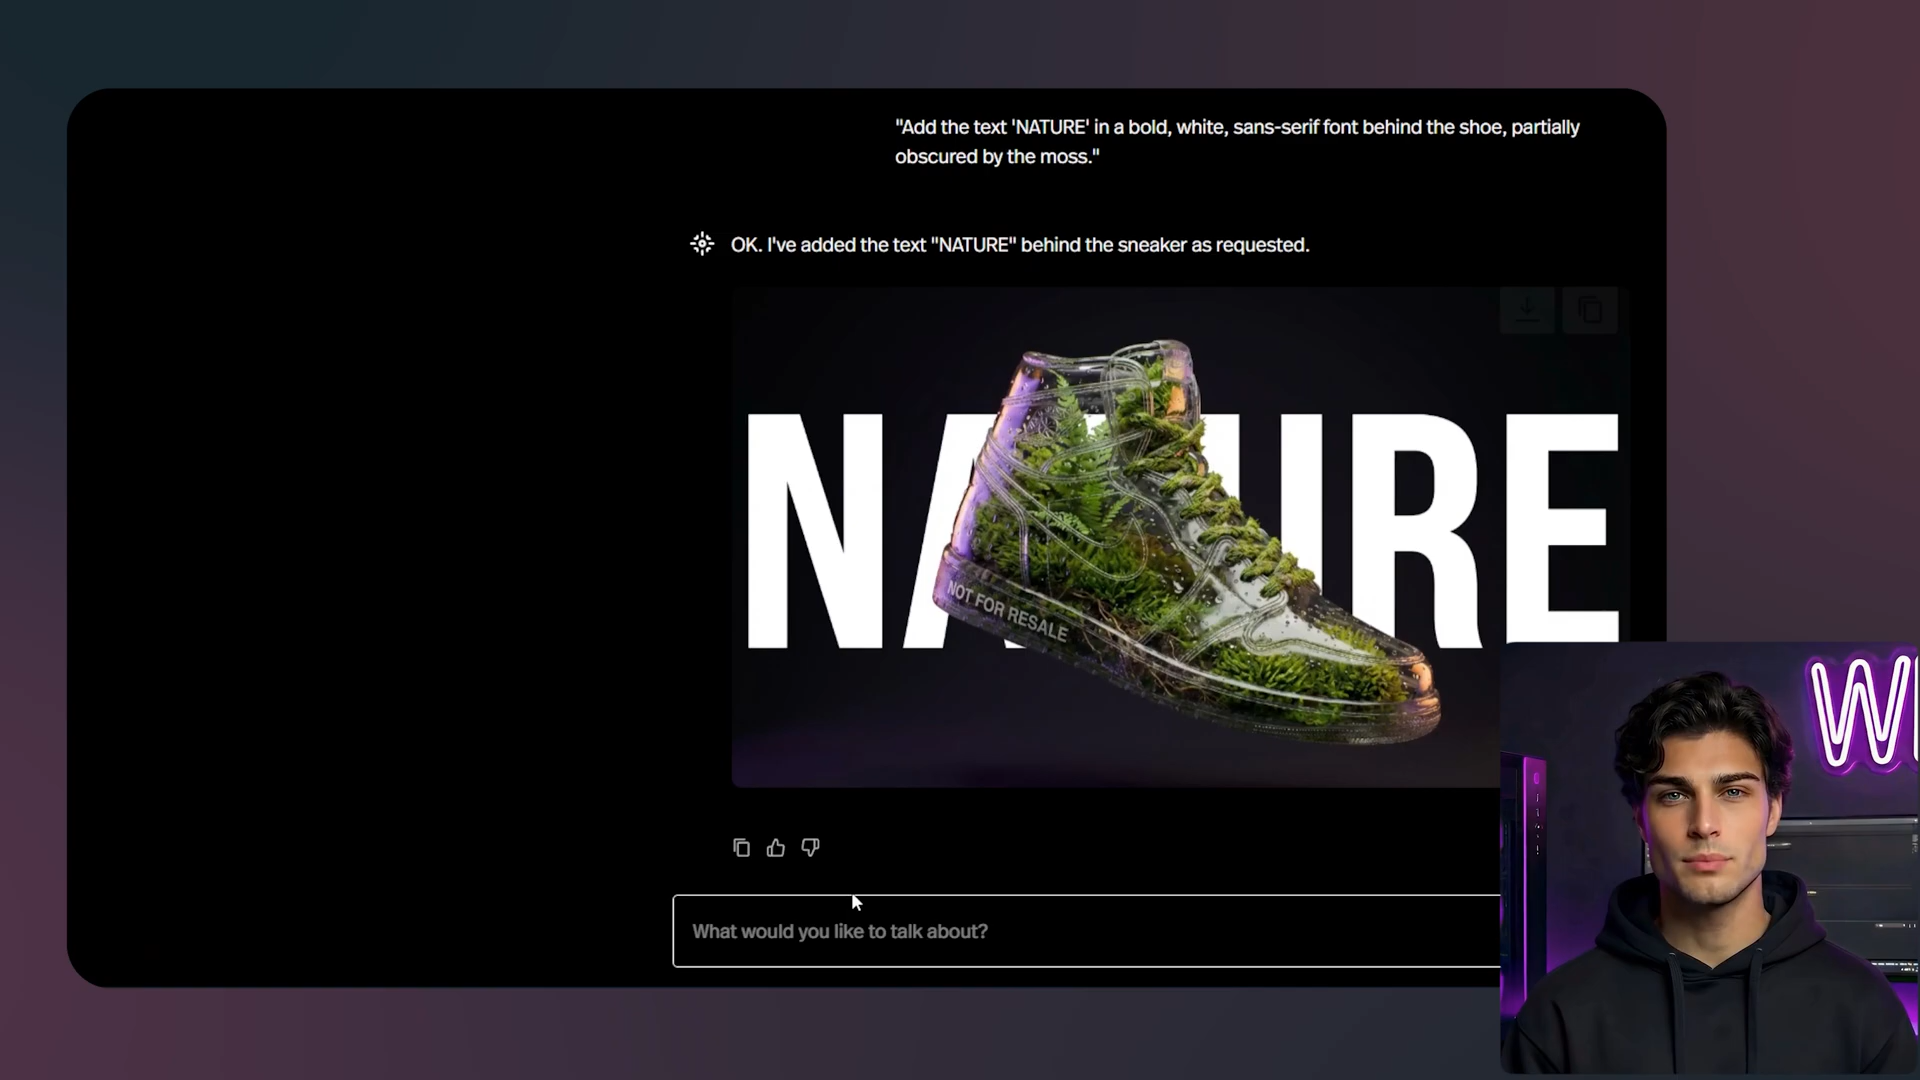 "Add the text 'NATURE' in a bold, white, sans-serif font behind the shoe, partially
obscured by the moss."
OK. I've added the text "NATURE" behind the sneaker as requested.
NATURE
NOT FOR RESALE
What would you like to talk about?
W